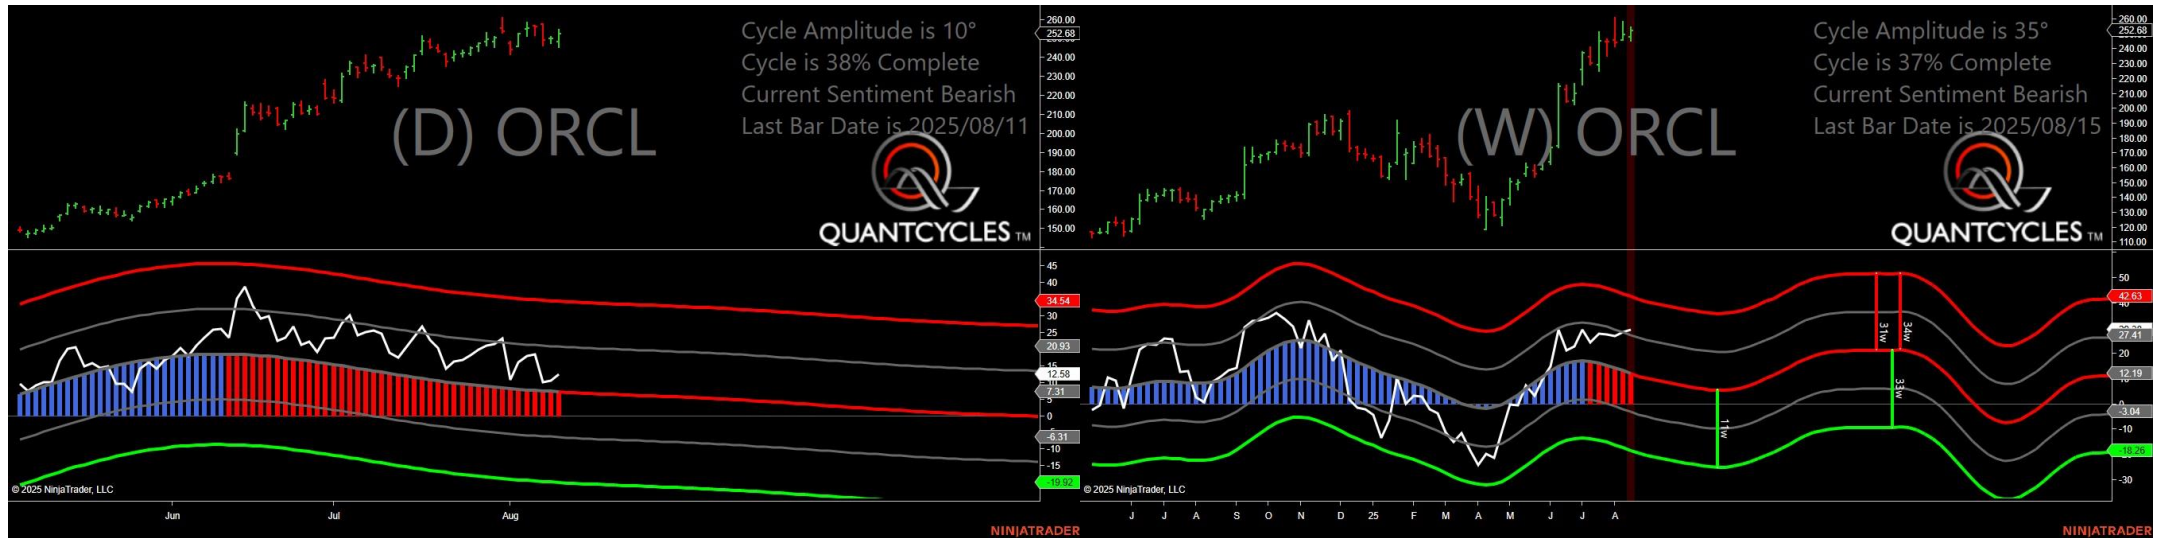 Cycle Amplitude is 10°
Cycle is 38% Complete
Current Sentiment Bearish
Last Bar Date is 2025/08/11
(D) ORCL
QUANTCYCLES TM
260.00
252.68
240.00
230.00
220.00
210.00
200.00
190.00
180.00
170.00
160.00
150.00
45
40
34.54
30
25
20.93
15
12.58
7.31
5
0
-6.31
-10
-15
-19.92
© 2025 NinjaTrader, LLC
Jun Jul Aug
NINJATRADER
Cycle Amplitude is 35°
Cycle is 37% Complete
Current Sentiment Bearish
Last Bar Date is 2025/08/15
(W) ORCL
QUANTCYCLES TM
260.00
252.68
240.00
230.00
220.00
210.00
200.00
190.00
180.00
170.00
160.00
150.00
140.00
130.00
120.00
110.00
50
42.63
27.41
20
12.19
0
-3.04
-10
-18.26
-30
11w
31w
34w
33w
© 2025 NinjaTrader, LLC
J J A S O N D 25 F M A M J J A
NINJATRADER